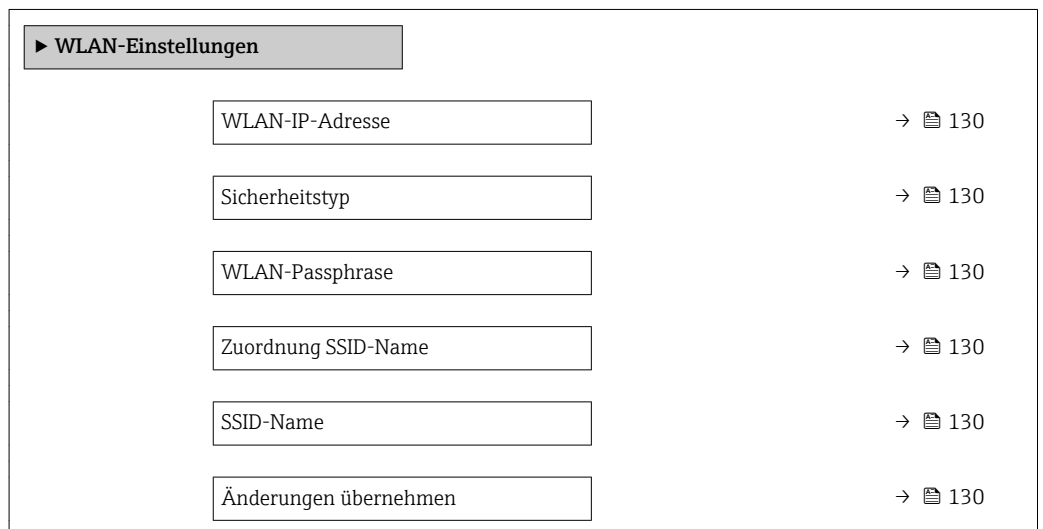 ▶ WLAN-Einstellungen
WLAN-IP-Adresse → 130
Sicherheitstyp → 130
WLAN-Passphrase → 130
Zuordnung SSID-Name → 130
SSID-Name → 130
Änderungen übernehmen → 130